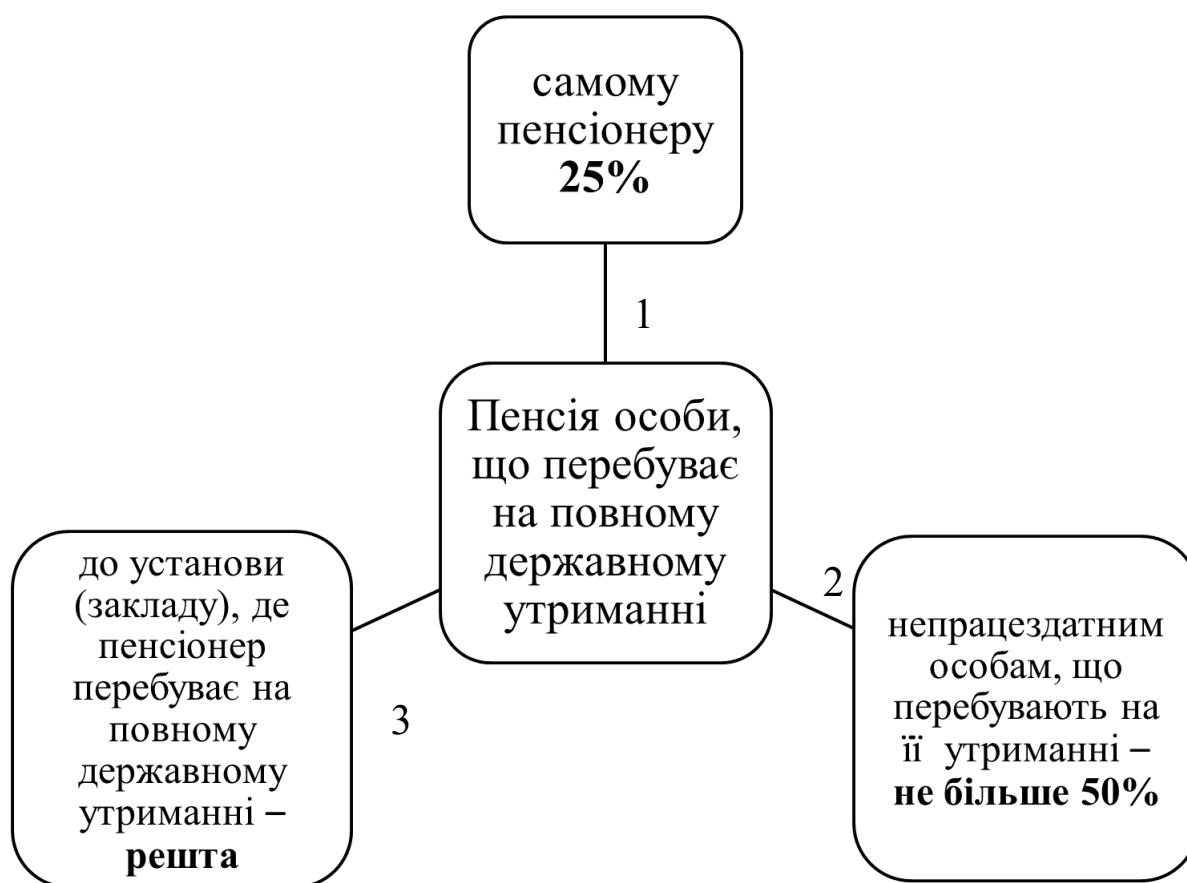 самому
пенсіонеру
25%
1
Пенсія особи,
що перебуває
на повному
державному
утриманні
2
непрацездатним
особам, що
перебувають на
її утриманні –
не більше 50%
3
до установи
(закладу), де
пенсіонер
перебуває на
повному
державному
утриманні –
решта